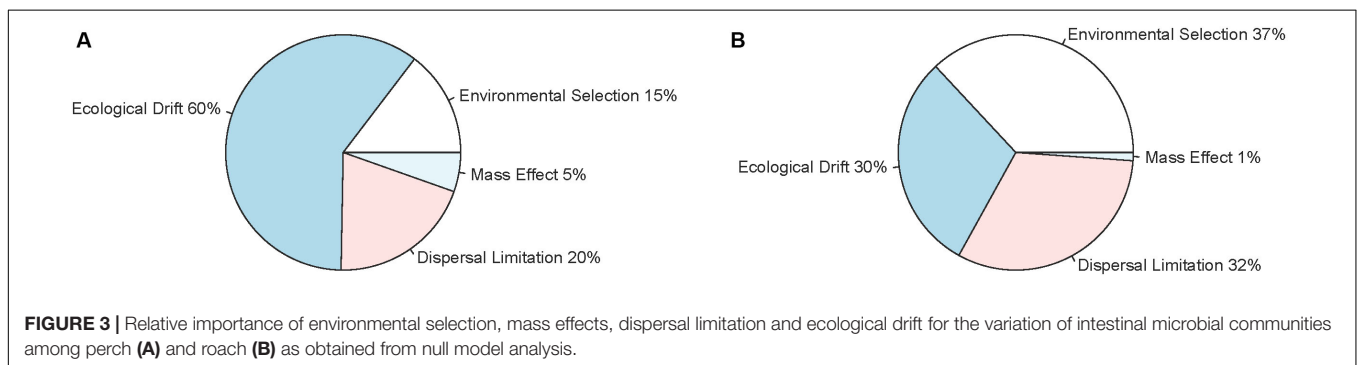 A
Ecological Drift 60%
Environmental Selection 15%
Mass Effect 5%
Dispersal Limitation 20%
B
Environmental Selection 37%
Ecological Drift 30%
Mass Effect 1%
Dispersal Limitation 32%
FIGURE 3 | Relative importance of environmental selection, mass effects, dispersal limitation and ecological drift for the variation of intestinal microbial communities
among perch (A) and roach (B) as obtained from null model analysis.